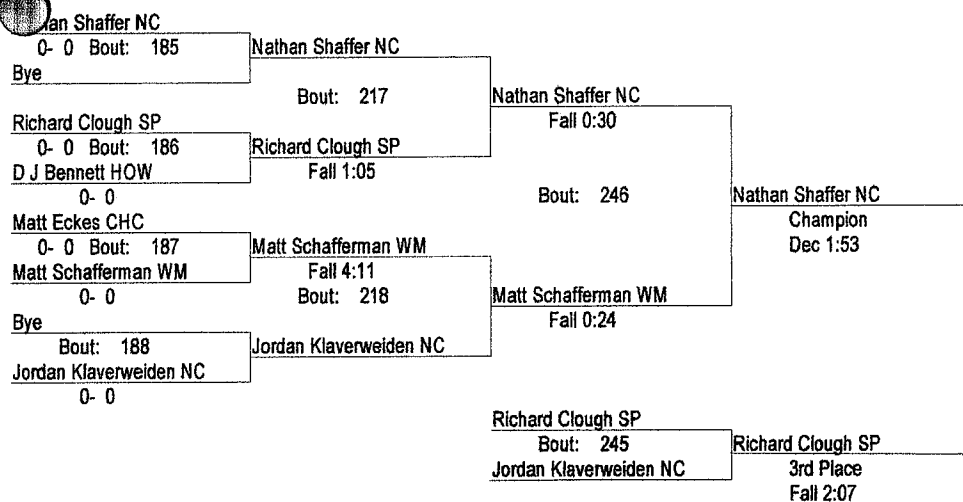 Shaffer NC
0- 0 Bout: 185
Bye
Nathan Shaffer NC
Bout: 217
Richard Clough SP
0- 0 Bout: 186
D J Bennett HOW
0- 0
Richard Clough SP
Fall 1:05
Nathan Shaffer NC
Fall 0:30
Matt Eckes CHC
0- 0 Bout: 187
Matt Schafferman WM
0- 0
Matt Schafferman WM
Fall 4:11
Bout: 218
Bye
Bout: 188
Jordan Klaverweiden NC
0- 0
Jordan Klaverweiden NC
Matt Schafferman WM
Fall 0:24
Bout: 246
Nathan Shaffer NC
Champion
Dec 1:53
Richard Clough SP
Bout: 245
Jordan Klaverweiden NC
Richard Clough SP
3rd Place
Fall 2:07